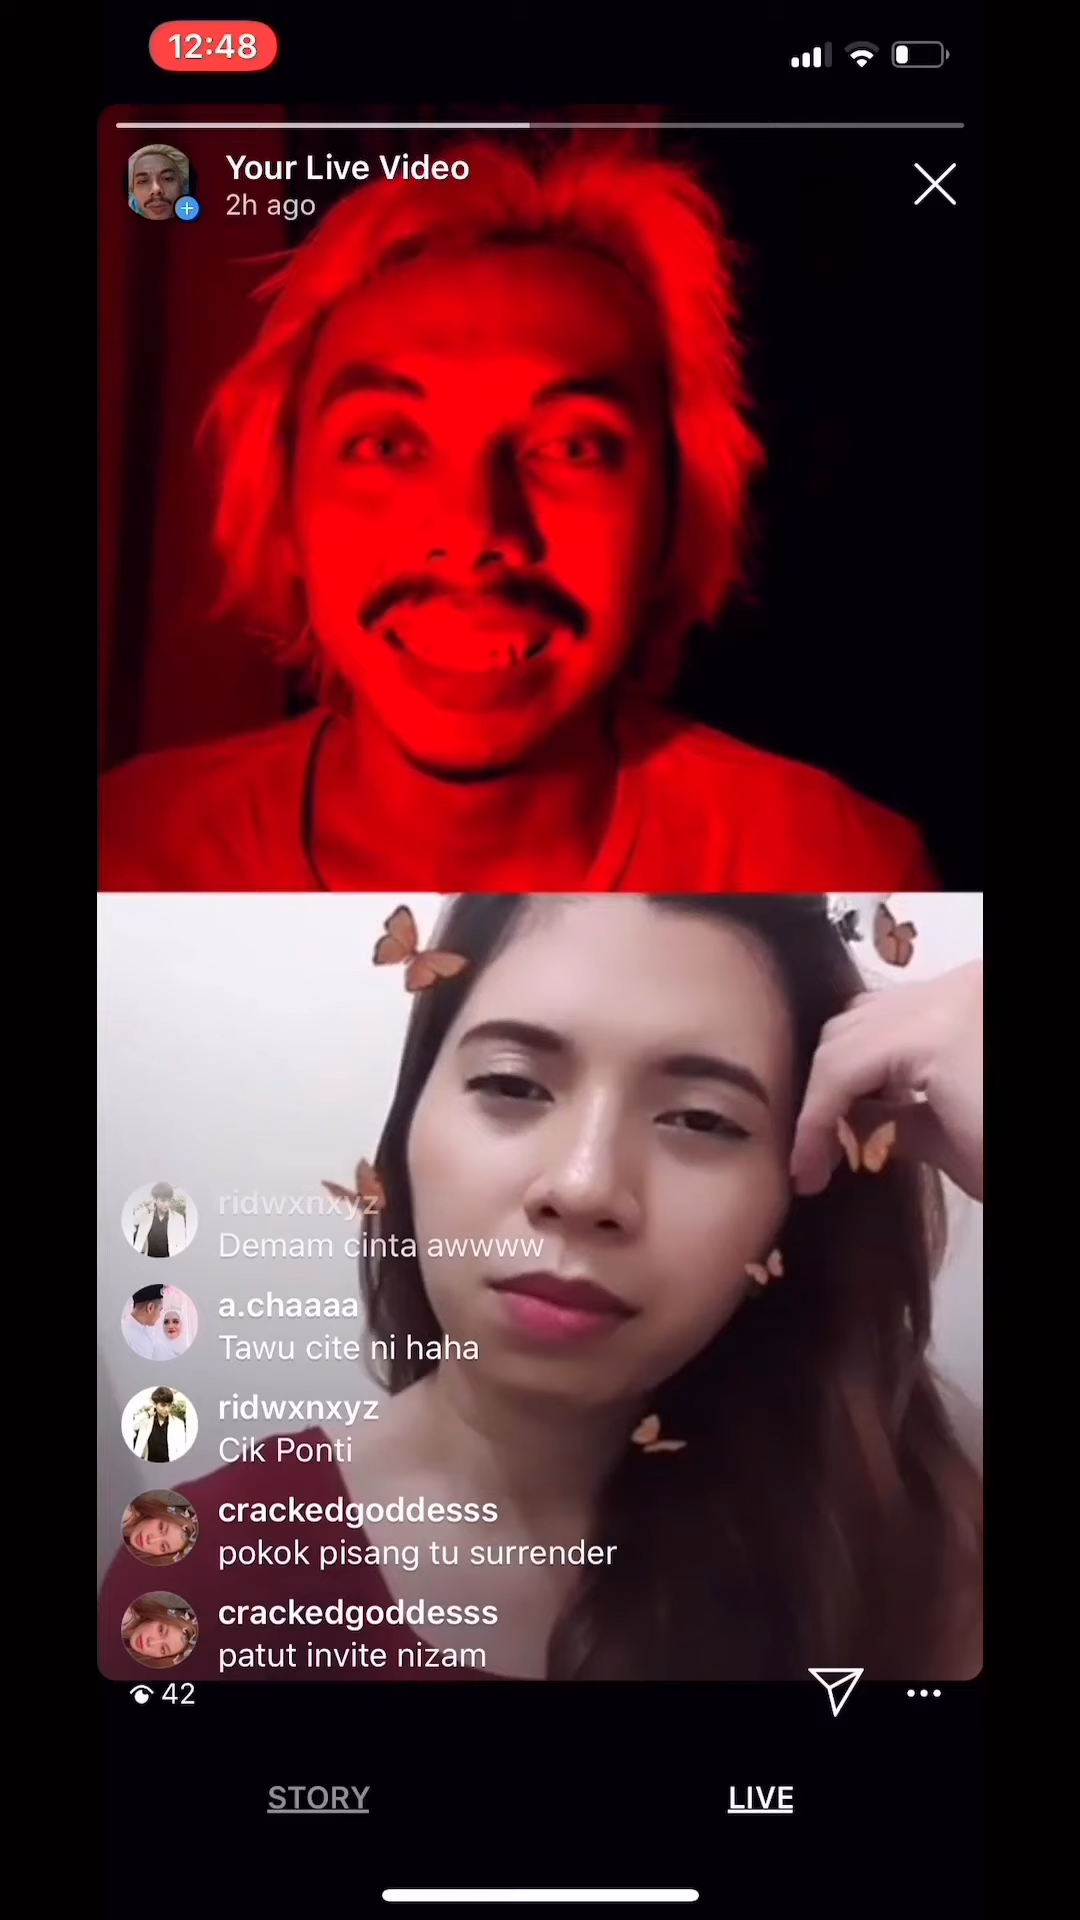 12:48
Your Live Video
2h ago
ridwxnxyz
Demam cinta awwww
a.chaaaa
Tawu cite ni haha
ridwxnxyz
Cik Ponti
crackedgoddesss
pokok pisang tu surrender
crackedgoddesss
patut invite nizam
42
STORY
LIVE